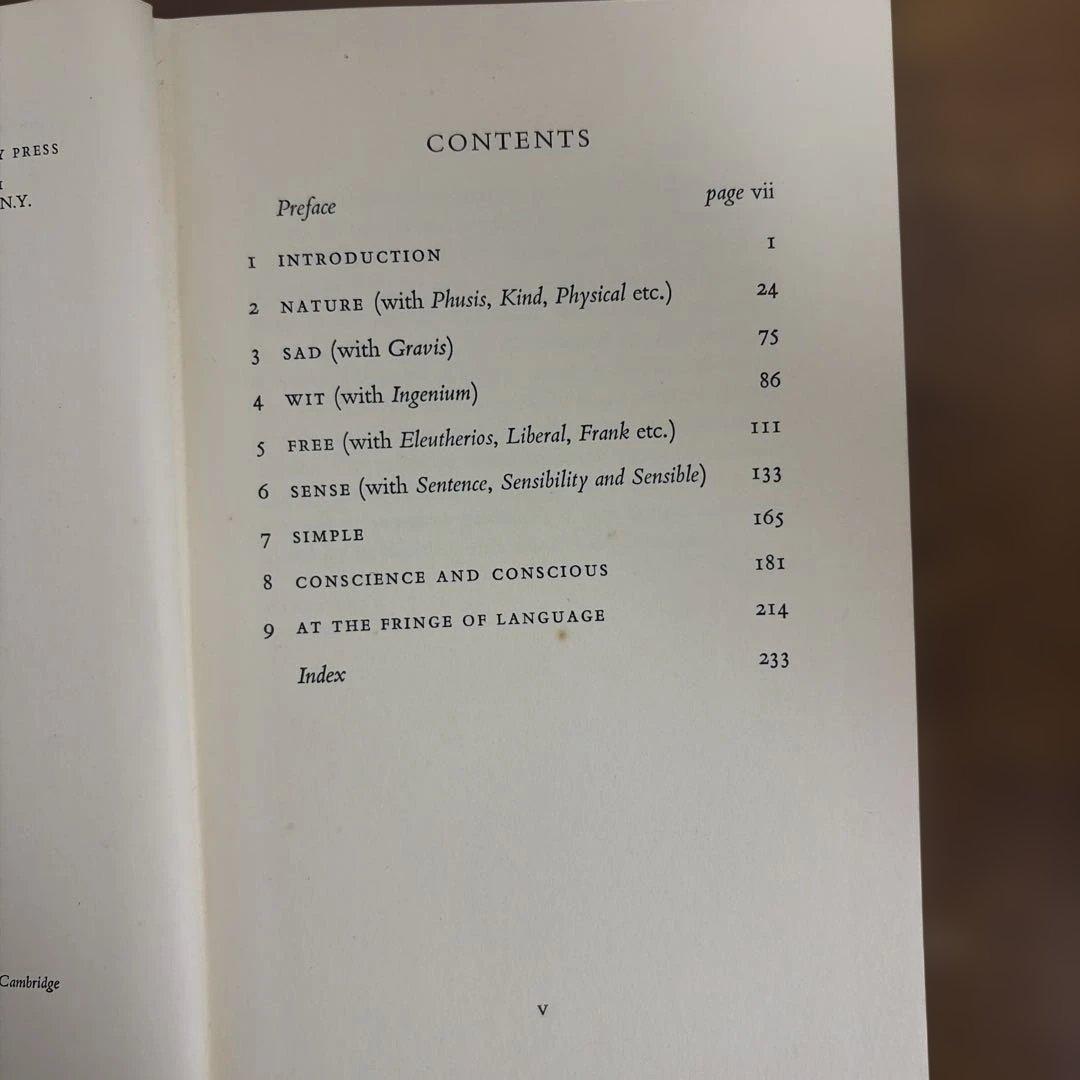 Y PRESS
N.Y.
Cambridge
CONTENTS
Preface page vii
1 INTRODUCTION 1
2 NATURE (with Phusis, Kind, Physical etc.) 24
3 SAD (with Gravis) 75
4 WIT (with Ingenium) 86
5 FREE (with Eleutherios, Liberal, Frank etc.) 111
6 SENSE (with Sentence, Sensibility and Sensible) 133
7 SIMPLE 165
8 CONSCIENCE AND CONSCIOUS 181
9 AT THE FRINGE OF LANGUAGE 214
Index 233
v